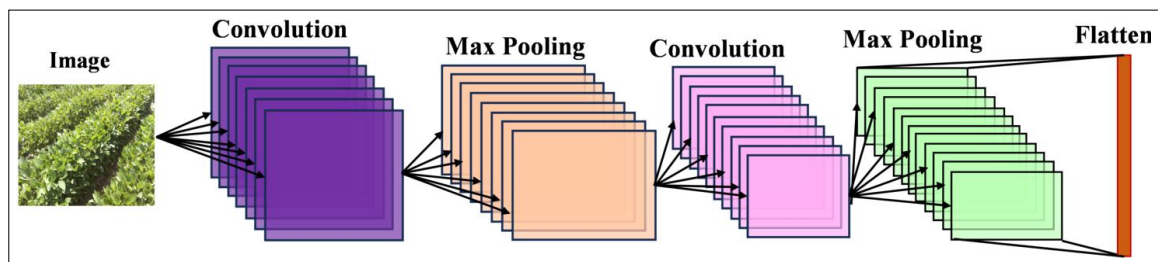 Image
Convolution
Max Pooling
Convolution
Max Pooling
Flatten